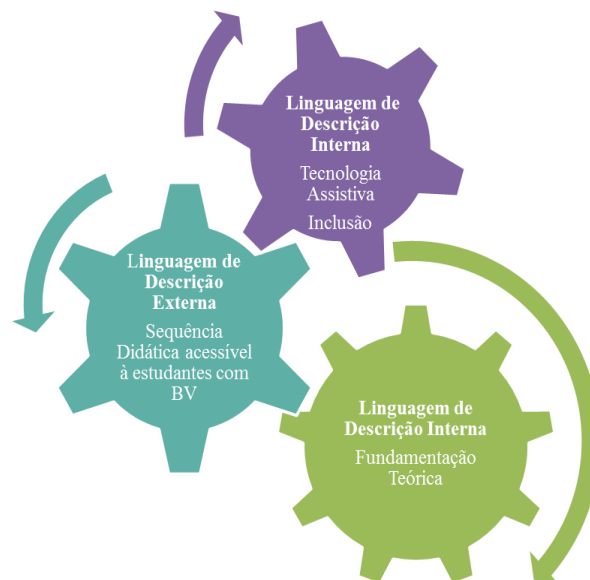 Linguagem de
Descrição
Interna
Tecnologia
Assistiva
Inclusão
Linguagem de
Descrição
Externa
Sequência
Didática acessível
à estudantes com
BV
Linguagem de
Descrição Interna
Fundamentação
Teórica